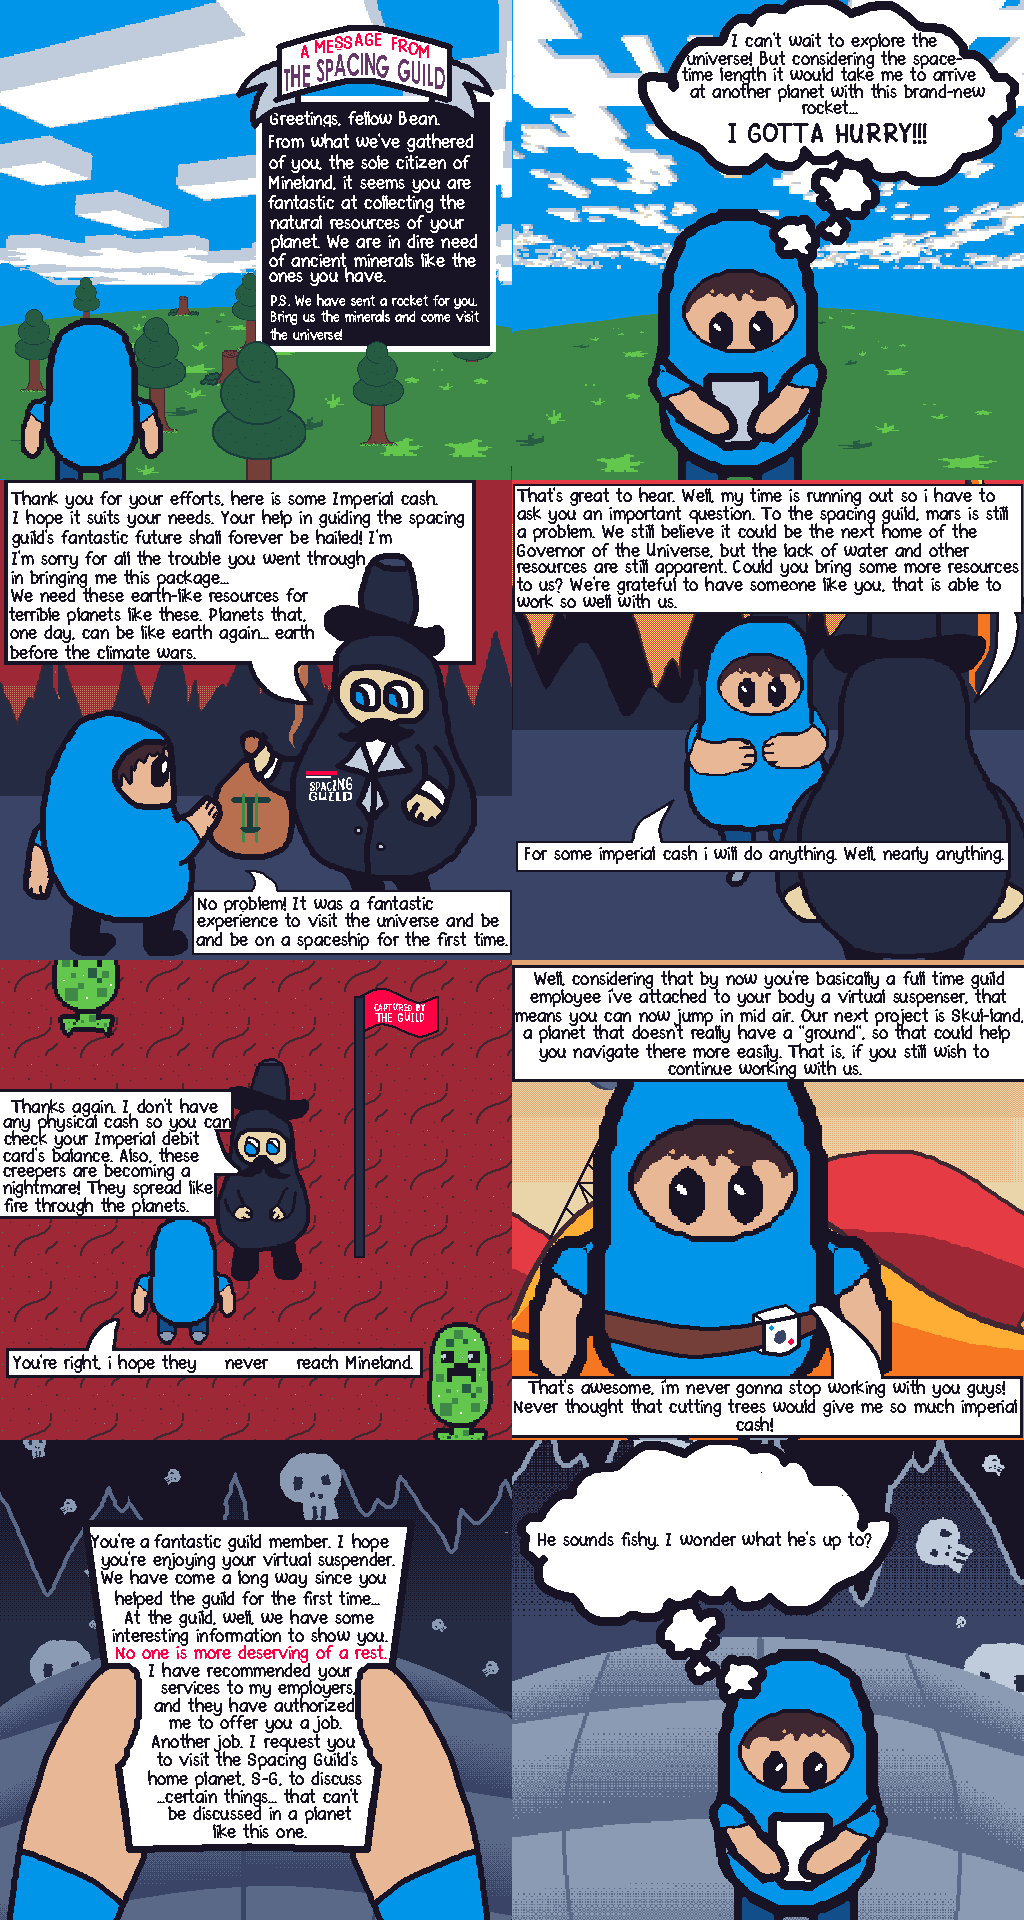 A MESSAGE FROM
THE SPACING GUILD
Greetings, fellow Bean.
From what we've gathered
of you, the sole citizen of
Mineland, it seems you are
fantastic at collecting the
natural resources of your
planet. We are in dire need
of ancient minerals like the
ones you have.
P.S. We have sent a rocket for you.
Bring us the minerals and come visit
the universe!
I can't wait to explore the
universe! But considering the space-
time length it would take me to arrive
at another planet with this brand-new
rocket...
I GOTTA HURRY!!!
Thank you for your efforts, here is some Imperial cash.
I hope it suits your needs. Your help in guiding the spacing
guild's fantastic future shall forever be hailed! I'm
I'm sorry for all the trouble you went through
in bringing me this package...
We need these earth-like resources for
terrible planets like these. Planets that,
one day, can be like earth again... earth
before the climate wars.
SPACING
GUILD
No problem! It was a fantastic
experience to visit the universe and be
and be on a spaceship for the first time.
That's great to hear. Well, my time is running out so i have to
ask you an important question. To the spacing guild, mars is still
a problem. We still believe it could be the next home of the
Governor of the Universe, but the lack of water and other
resources are still apparent. Could you bring some more resources
to us? We're grateful to have someone like you, that is able to
work so well with us.
For some imperial cash i will do anything. Well, nearly anything.
CAPTURED BY
THE GUILD
Thanks again. I don't have
any physical cash so you can
check your Imperial debit
card's balance. Also, these
creepers are becoming a
nightmare! They spread like
fire through the planets.
You're right, i hope they never reach Mineland.
Well, considering that by now you're basically a full time guild
employee i've attached to your body a virtual suspenser, that
means you can now jump in mid air. Our next project is Skul-land,
a planet that doesn't really have a "ground", so that could help
you navigate there more easily. That is, if you still wish to
continue working with us.
That's awesome, i'm never gonna stop working with you guys!
Never thought that cutting trees would give me so much imperial
cash!
You're a fantastic guild member. I hope
you're enjoying your virtual suspender.
We have come a long way since you
helped the guild for the first time...
At the guild, well, we have some
interesting information to show you.
No one is more deserving of a rest.
I have recommended your
services to my employers,
and they have authorized
me to offer you a job.
Another job. I request you
to visit the Spacing Guild's
home planet, S-G, to discuss
...certain things... that can't
be discussed in a planet
like this one.
He sounds fishy. I wonder what he's up to?